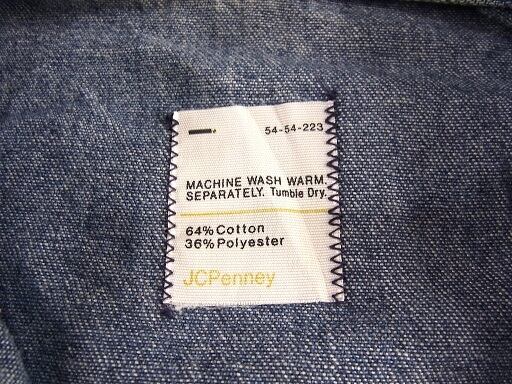 54-54-223
MACHINE WASH WARM.
SEPARATELY. Tumble Dry.
64% Cotton
36% Polyester
JCPenney